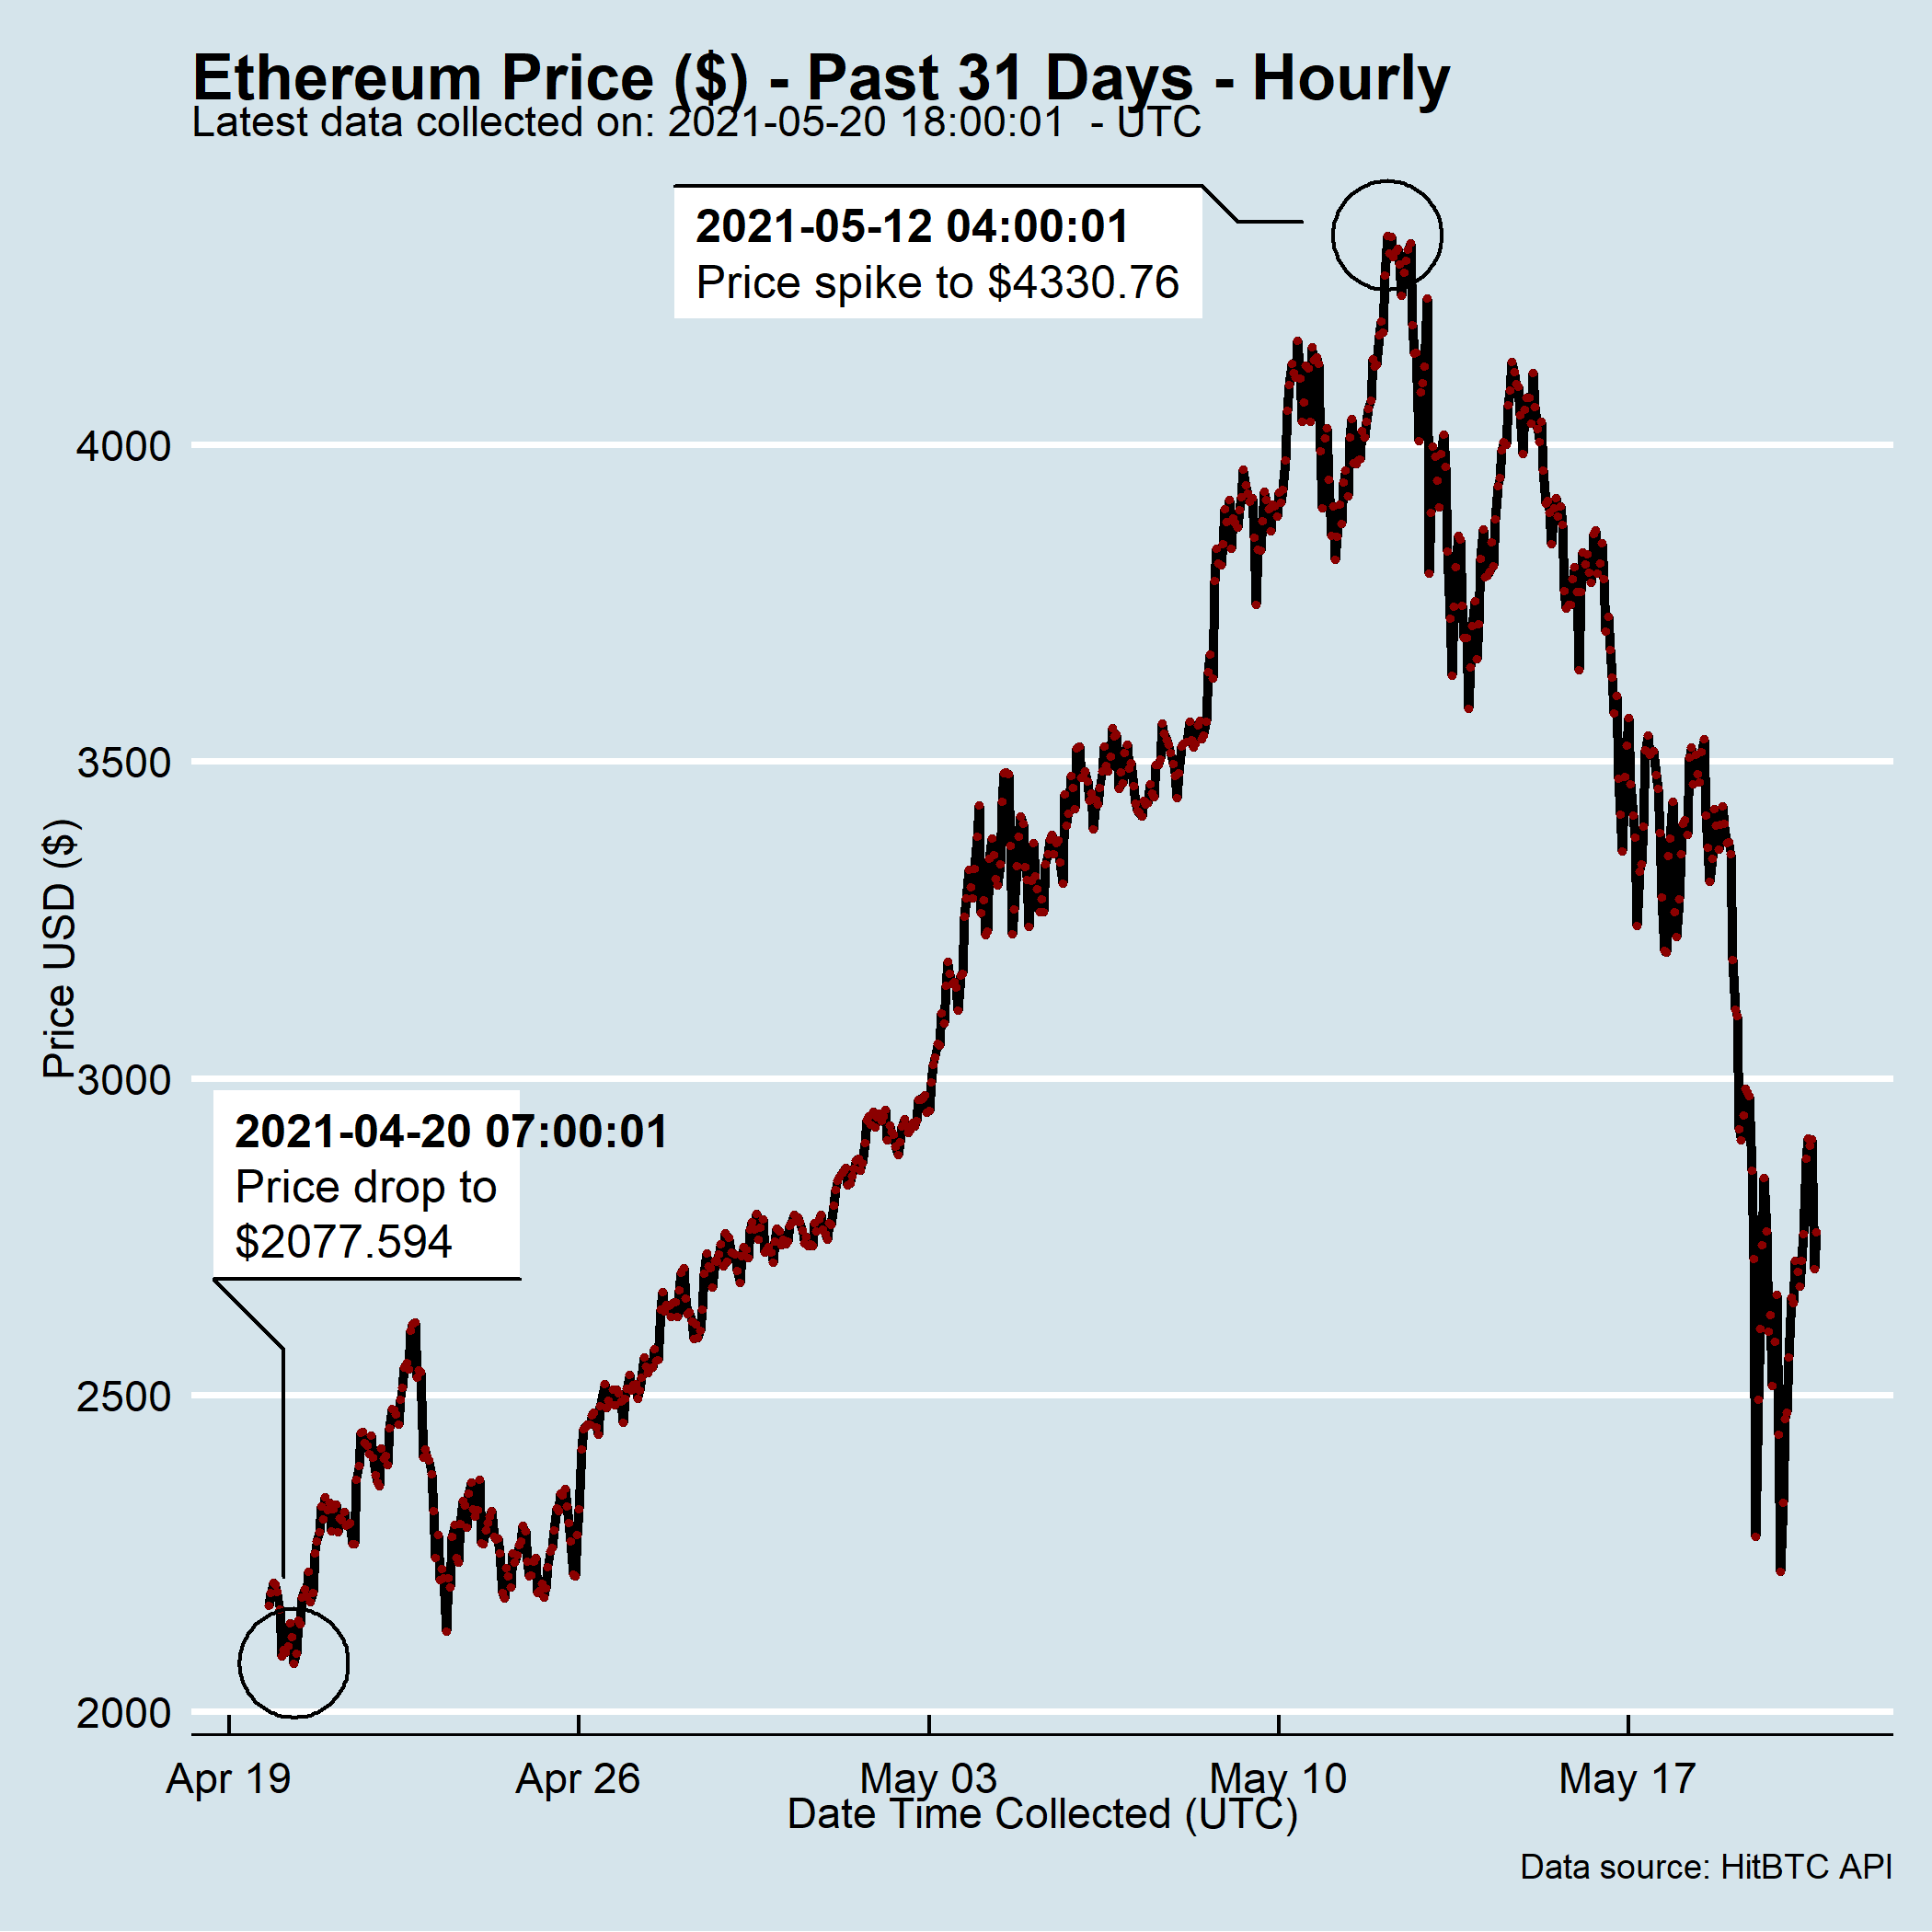 Ethereum Price ($) - Past 31 Days - Hourly
Latest data collected on: 2021-05-20 18:00:01  - UTC
2021-05-12 04:00:01
Price spike to $4330.76
4000
3500
Price USD ($)
3000
2021-04-20 07:00:01
Price drop to
$2077.594
2500
2000
Apr 19
Apr 26
May 03
May 10
May 17
Date Time Collected (UTC)
Data source: HitBTC API